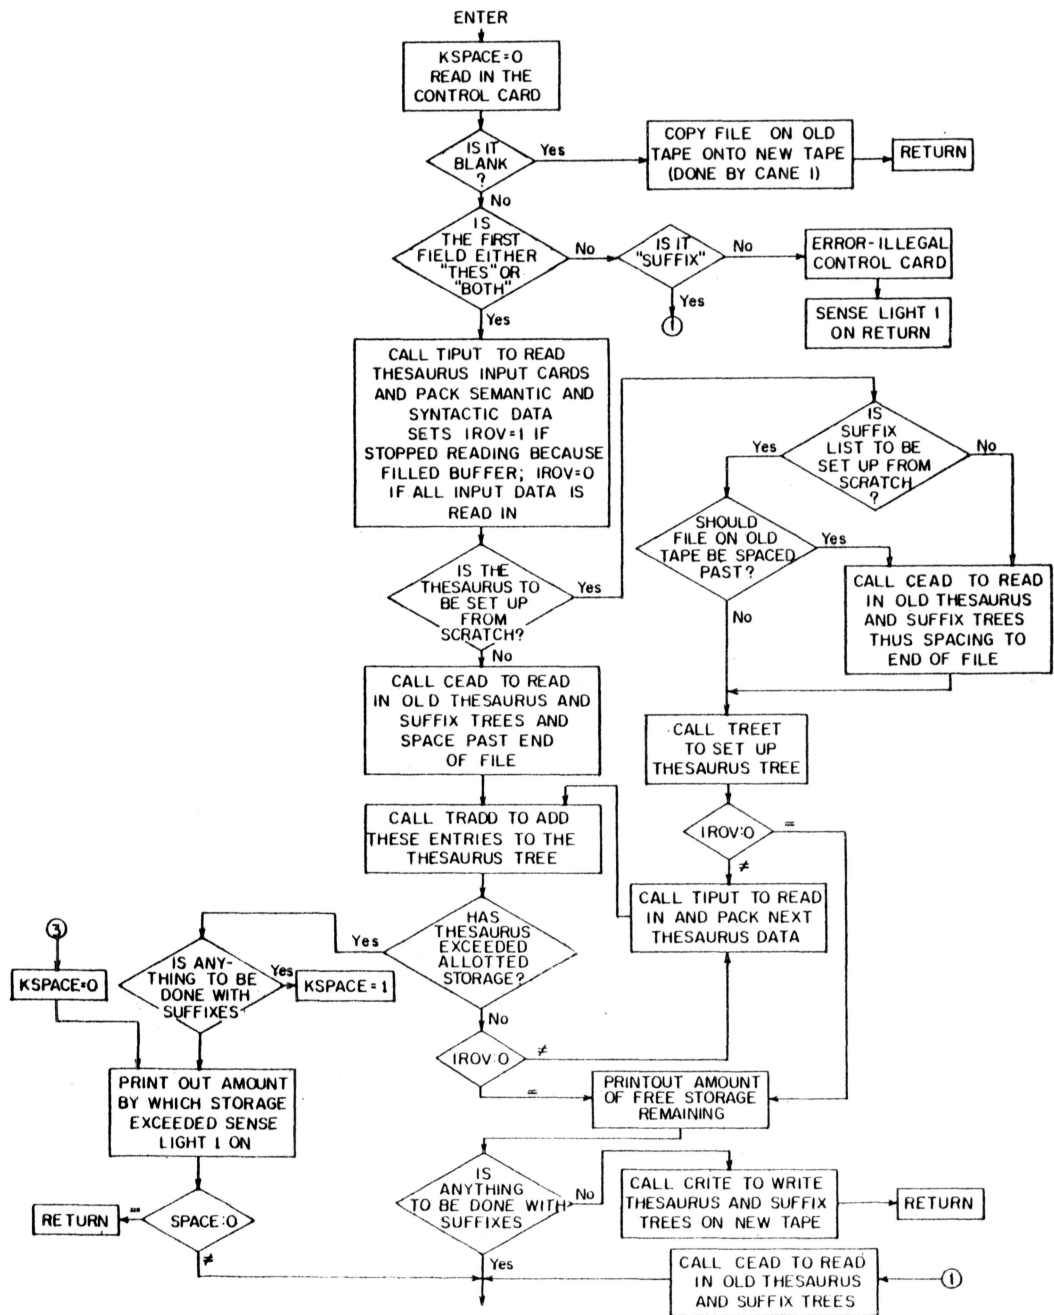 ENTER
KSPACE=0
READ IN THE
CONTROL CARD
IS IT
BLANK
?
Yes
COPY FILE ON OLD
TAPE ONTO NEW TAPE
(DONE BY CANE 1)
RETURN
No
IS
THE FIRST
FIELD EITHER
"THES" OR
"BOTH"
No
IS IT
"SUFFIX"
No
ERROR-ILLEGAL
CONTROL CARD
Yes
1
SENSE LIGHT 1
ON RETURN
Yes
CALL TIPUT TO READ
THESAURUS INPUT CARDS
AND PACK SEMANTIC AND
SYNTACTIC DATA
SETS IROV=1 IF
STOPPED READING BECAUSE
FILLED BUFFER; IROV=0
IF ALL INPUT DATA IS
READ IN
IS
SUFFIX
LIST TO BE
SET UP FROM
SCRATCH
?
Yes
No
SHOULD
FILE ON OLD
TAPE BE SPACED
PAST?
Yes
No
IS THE
THESAURUS TO
BE SET UP
FROM
SCRATCH?
Yes
No
CALL CEAD TO READ
IN OLD THESAURUS
AND SUFFIX TREES
THUS SPACING TO
END OF FILE
CALL CEAD TO READ
IN OLD THESAURUS AND
SUFFIX TREES AND
SPACE PAST END
OF FILE
CALL TREET
TO SET UP
THESAURUS TREE
CALL TRADD TO ADD
THESE ENTRIES TO THE
THESAURUS TREE
IROV:0
=
≠
CALL TIPUT TO READ
IN AND PACK NEXT
THESAURUS DATA
HAS
THESAURUS
EXCEEDED
ALLOTTED
STORAGE?
Yes
No
3
KSPACE=0
IS ANY-
THING TO BE
DONE WITH
SUFFIXES
Yes
KSPACE=1
IROV:0
≠
=
PRINT OUT AMOUNT
BY WHICH STORAGE
EXCEEDED SENSE
LIGHT 1 ON
PRINTOUT AMOUNT
OF FREE STORAGE
REMAINING
IS
ANYTHING
TO BE DONE WITH
SUFFIXES
No
CALL CRITE TO WRITE
THESAURUS AND SUFFIX
TREES ON NEW TAPE
RETURN
RETURN
=
SPACE:0
≠
Yes
CALL CEAD TO READ
IN OLD THESAURUS
AND SUFFIX TREES
1